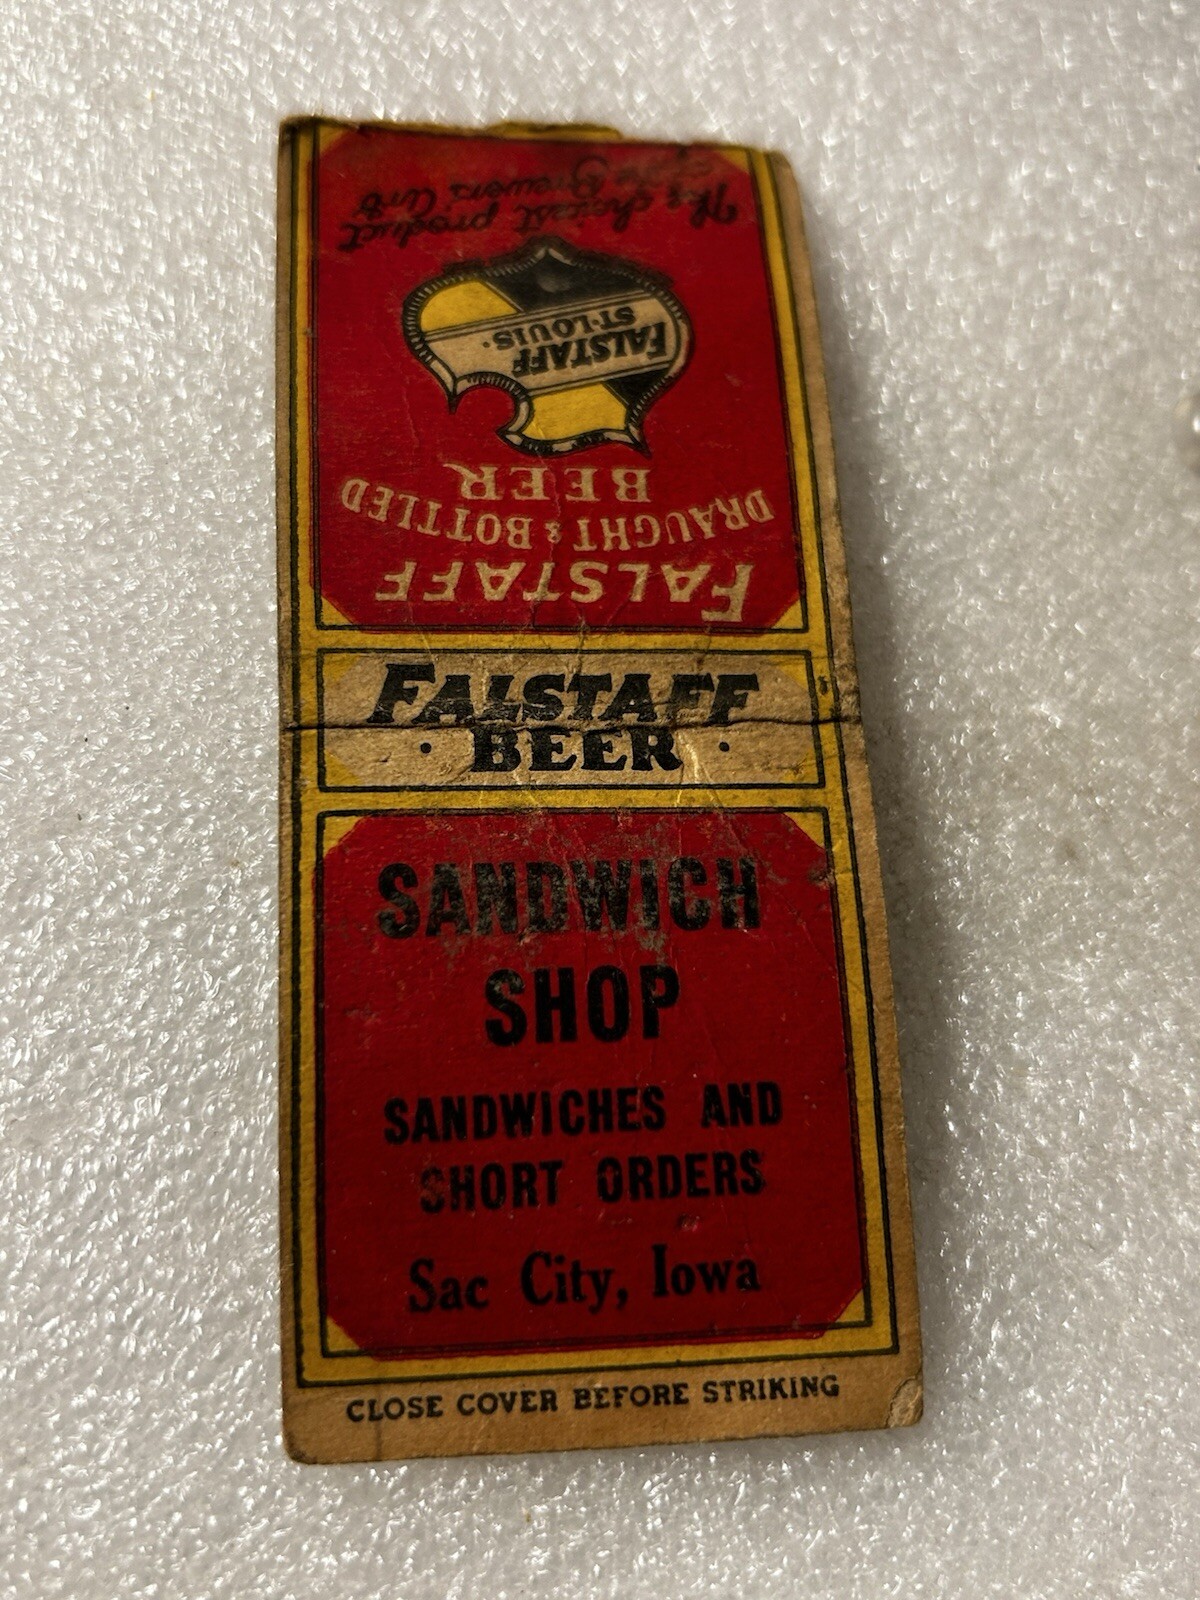 The choicest product
of the Brewers' Art
FALSTAFF
ST·LOUIS·
FALSTAFF
DRAUGHT & BOTTLED
BEER
FALSTAFF
· BEER ·
SANDWICH
SHOP
SANDWICHES AND
SHORT ORDERS
Sac City, Iowa
CLOSE COVER BEFORE STRIKING